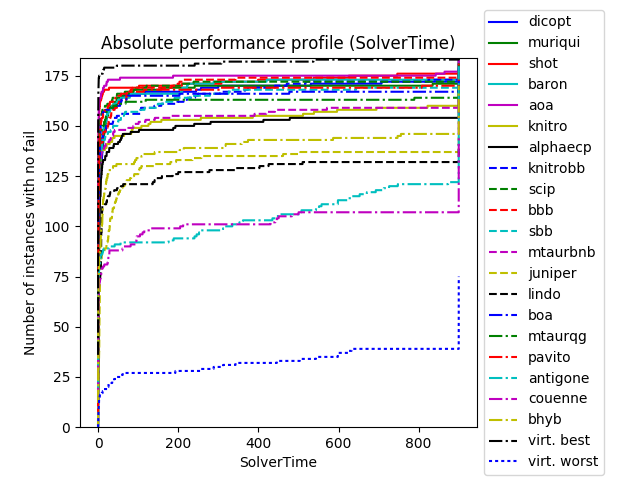 Absolute performance profile (SolverTime)
Number of instances with no fail
175
150
125
100
75
50
25
0
0 200 400 600 800
SolverTime
dicopt
muriqui
shot
baron
aoa
knitro
alphaecp
knitrobb
scip
bbb
sbb
mtaurbnb
juniper
lindo
boa
mtaurqg
pavito
antigone
couenne
bhyb
virt. best
virt. worst